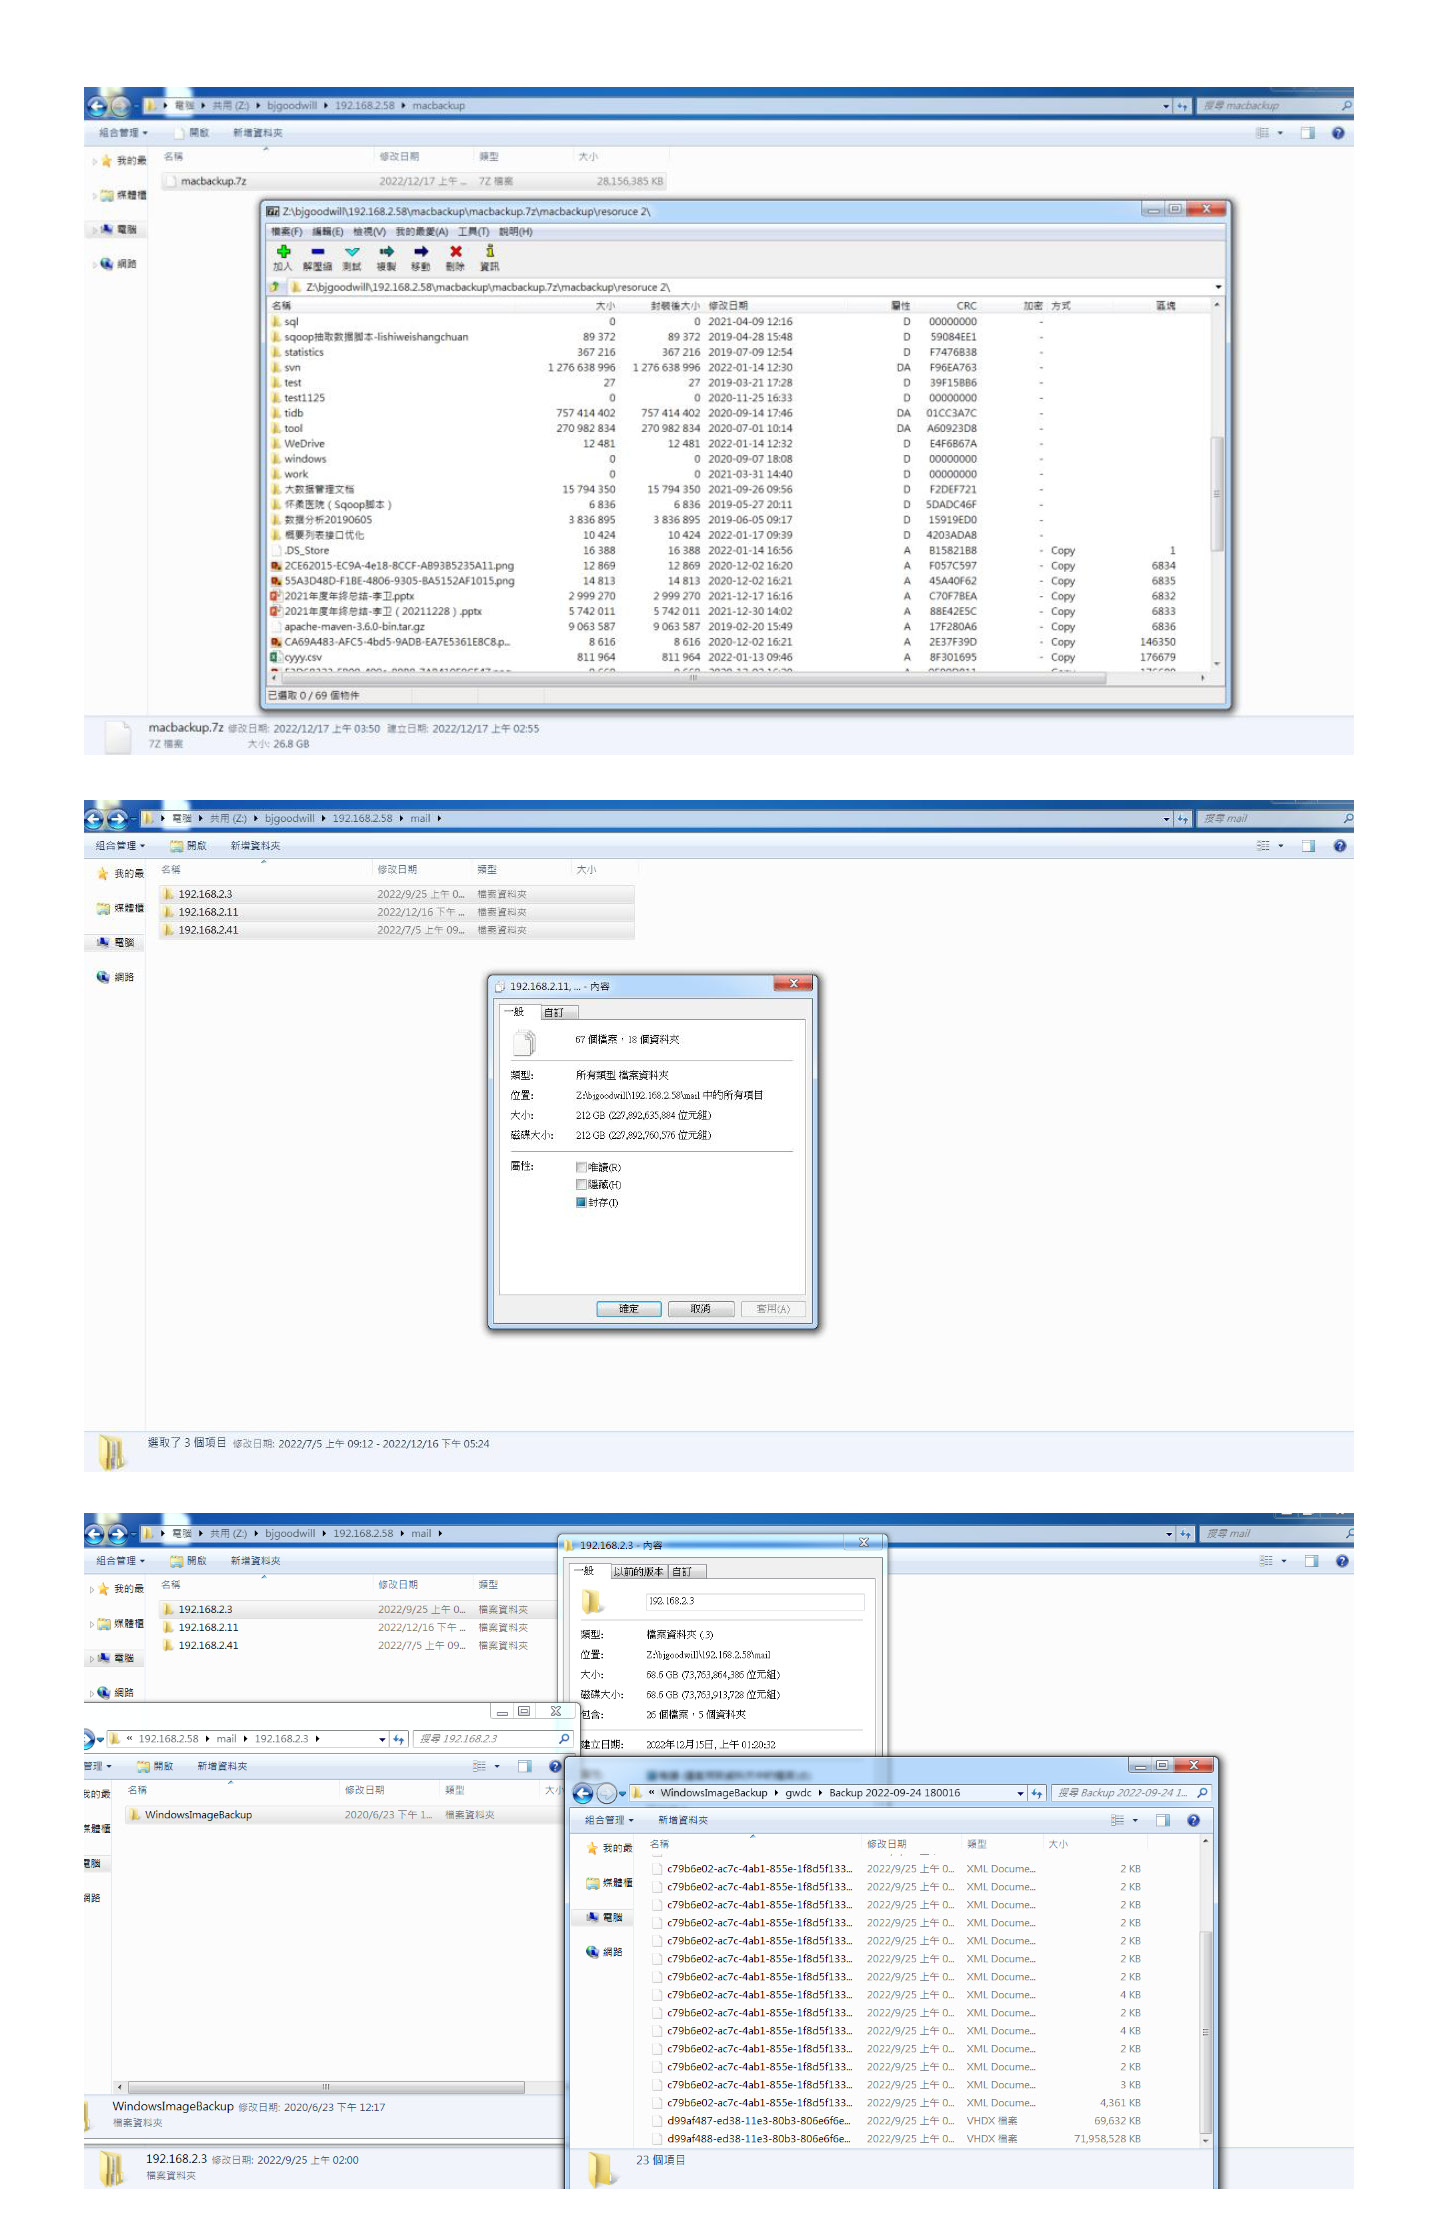 電腦 ▸ 共用 (Z:) ▸ bjgoodwill ▸ 192.168.2.58 ▸ macbackup
搜尋 macbackup
組合管理 開啟 新增資料夾
我的最 名稱 修改日期 類型 大小
macbackup.7z 2022/12/17 上午 ... 7Z 檔案 28,156,385 KB
媒體櫃
電腦
網路
Z:\bjgoodwill\192.168.2.58\macbackup\macbackup.7z\macbackup\resoruce 2\
檔案(F) 編輯(E) 檢視(V) 我的最愛(A) 工具(T) 說明(H)
加入 解壓縮 測試 複製 移動 刪除 資訊
Z:\bjgoodwill\192.168.2.58\macbackup\macbackup.7z\macbackup\resoruce 2\
名稱 大小 封裝後大小 修改日期 屬性 CRC 加密 方式 區塊
sql 0 0 2021-04-09 12:16 D 00000000 -
sqoop抽取数据脚本-lishiweishangchuan 89 372 89 372 2019-04-28 15:48 D 59084EE1 -
statistics 367 216 367 216 2019-07-09 12:54 D F7476B38 -
svn 1 276 638 996 1 276 638 996 2022-01-14 12:30 DA F96EA763 -
test 27 27 2019-03-21 17:28 D 39F15BB6 -
test1125 0 0 2020-11-25 16:33 D 00000000 -
tidb 757 414 402 757 414 402 2020-09-14 17:46 DA 01CC3A7C -
tool 270 982 834 270 982 834 2020-07-01 10:14 DA A60923D8 -
WeDrive 12 481 12 481 2022-01-14 12:32 D E4F6B67A -
windows 0 0 2020-09-07 18:08 D 00000000 -
work 0 0 2021-03-31 14:40 D 00000000 -
大数据管理文档 15 794 350 15 794 350 2021-09-26 09:56 D F2DEF721 -
怀柔医院（Sqoop脚本） 6 836 6 836 2019-05-27 20:11 D 5DADC46F -
数据分析20190605 3 836 895 3 836 895 2019-06-05 09:17 D 15919ED0 -
概要列表接口优化 10 424 10 424 2022-01-17 09:39 D 4203ADA8 -
.DS_Store 16 388 16 388 2022-01-14 16:56 A B15821B8 - Copy 1
2CE62015-EC9A-4e18-8CCF-AB93B5235A11.png 12 869 12 869 2020-12-02 16:20 A F057C597 - Copy 6834
55A3D48D-F1BE-4806-9305-BA5152AF1015.png 14 813 14 813 2020-12-02 16:21 A 45A40F62 - Copy 6835
2021年度年终总结-李卫.pptx 2 999 270 2 999 270 2021-12-17 16:16 A C70F7BEA - Copy 6832
2021年度年终总结-李卫（20211228）.pptx 5 742 011 5 742 011 2021-12-30 14:02 A 88E42E5C - Copy 6833
apache-maven-3.6.0-bin.tar.gz 9 063 587 9 063 587 2019-02-20 15:49 A 17F280A6 - Copy 6836
CA69A483-AFC5-4bd5-9ADB-EA7E5361E8C8.p... 8 616 8 616 2020-12-02 16:21 A 2E37F39D - Copy 146350
cyyy.csv 811 964 811 964 2022-01-13 09:46 A 8F301695 - Copy 176679
已選取 0 / 69 個物件
macbackup.7z 修改日期: 2022/12/17 上午 03:50 建立日期: 2022/12/17 上午 02:55
7Z 檔案 大小: 26.8 GB
電腦 ▸ 共用 (Z:) ▸ bjgoodwill ▸ 192.168.2.58 ▸ mail ▸
搜尋 mail
組合管理 開啟 新增資料夾
我的最 名稱 修改日期 類型 大小
192.168.2.3 2022/9/25 上午 0... 檔案資料夾
192.168.2.11 2022/12/16 下午 ... 檔案資料夾
192.168.2.41 2022/7/5 上午 09... 檔案資料夾
媒體櫃
電腦
網路
192.168.2.11, ... - 內容
一般 自訂
67 個檔案，18 個資料夾
類型: 所有類型 檔案資料夾
位置: Z:\bjgoodwill\192.168.2.58\mail 中的所有項目
大小: 212 GB (227,892,635,884 位元組)
磁碟大小: 212 GB (227,892,760,576 位元組)
屬性: 唯讀(R)
隱藏(H)
封存(I)
確定 取消 套用(A)
選取了 3 個項目 修改日期: 2022/7/5 上午 09:12 - 2022/12/16 下午 05:24
電腦 ▸ 共用 (Z:) ▸ bjgoodwill ▸ 192.168.2.58 ▸ mail ▸
搜尋 mail
組合管理 開啟 新增資料夾
我的最 名稱 修改日期 類型
192.168.2.3 2022/9/25 上午 0... 檔案資料夾
192.168.2.11 2022/12/16 下午 ... 檔案資料夾
192.168.2.41 2022/7/5 上午 09... 檔案資料夾
媒體櫃
電腦
網路
192.168.2.3 - 內容
一般 以前的版本 自訂
192.168.2.3
類型: 檔案資料夾 (.3)
位置: Z:\bjgoodwill\192.168.2.58\mail
大小: 68.6 GB (73,763,864,386 位元組)
磁碟大小: 68.6 GB (73,763,913,728 位元組)
包含: 26 個檔案，5 個資料夾
建立日期: 2022年12月15日, 上午 01:20:32
« 192.168.2.58 ▸ mail ▸ 192.168.2.3 ▸
搜尋 192.168.2.3
管理 開啟 新增資料夾
我的最 名稱 修改日期 類型 大小
WindowsImageBackup 2020/6/23 下午 1... 檔案資料夾
媒體櫃
電腦
網路
WindowsImageBackup 修改日期: 2020/6/23 下午 12:17
檔案資料夾
192.168.2.3 修改日期: 2022/9/25 上午 02:00
檔案資料夾
« WindowsImageBackup ▸ gwdc ▸ Backup 2022-09-24 180016
搜尋 Backup 2022-09-24 1...
組合管理 新增資料夾
我的最 名稱 修改日期 類型 大小
媒體櫃
電腦
網路
c79b6e02-ac7c-4ab1-855e-1f8d5f133... 2022/9/25 上午 0... XML Docume... 2 KB
c79b6e02-ac7c-4ab1-855e-1f8d5f133... 2022/9/25 上午 0... XML Docume... 2 KB
c79b6e02-ac7c-4ab1-855e-1f8d5f133... 2022/9/25 上午 0... XML Docume... 2 KB
c79b6e02-ac7c-4ab1-855e-1f8d5f133... 2022/9/25 上午 0... XML Docume... 2 KB
c79b6e02-ac7c-4ab1-855e-1f8d5f133... 2022/9/25 上午 0... XML Docume... 2 KB
c79b6e02-ac7c-4ab1-855e-1f8d5f133... 2022/9/25 上午 0... XML Docume... 2 KB
c79b6e02-ac7c-4ab1-855e-1f8d5f133... 2022/9/25 上午 0... XML Docume... 2 KB
c79b6e02-ac7c-4ab1-855e-1f8d5f133... 2022/9/25 上午 0... XML Docume... 4 KB
c79b6e02-ac7c-4ab1-855e-1f8d5f133... 2022/9/25 上午 0... XML Docume... 2 KB
c79b6e02-ac7c-4ab1-855e-1f8d5f133... 2022/9/25 上午 0... XML Docume... 4 KB
c79b6e02-ac7c-4ab1-855e-1f8d5f133... 2022/9/25 上午 0... XML Docume... 2 KB
c79b6e02-ac7c-4ab1-855e-1f8d5f133... 2022/9/25 上午 0... XML Docume... 2 KB
c79b6e02-ac7c-4ab1-855e-1f8d5f133... 2022/9/25 上午 0... XML Docume... 3 KB
c79b6e02-ac7c-4ab1-855e-1f8d5f133... 2022/9/25 上午 0... XML Docume... 4,361 KB
d99af487-ed38-11e3-80b3-806e6f6e... 2022/9/25 上午 0... VHDX 檔案 69,632 KB
d99af488-ed38-11e3-80b3-806e6f6e... 2022/9/25 上午 0... VHDX 檔案 71,958,528 KB
23 個項目